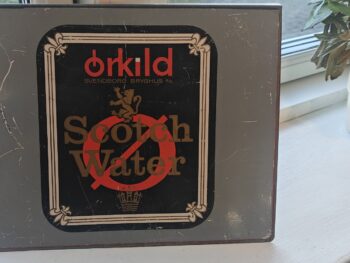 Ørkild
SVENDBORG BRYGHUS A/S
Scotch
Water